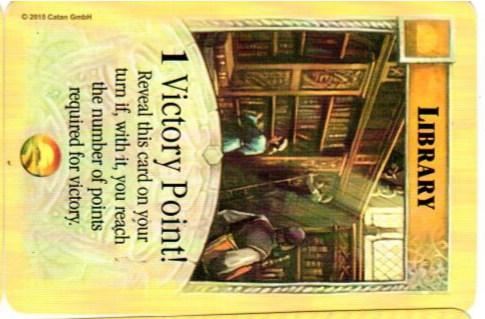 © 2015 Catan GmbH
LIBRARY
1 Victory Point!
Reveal this card on your
turn if, with it, you reach
the number of points
required for victory.